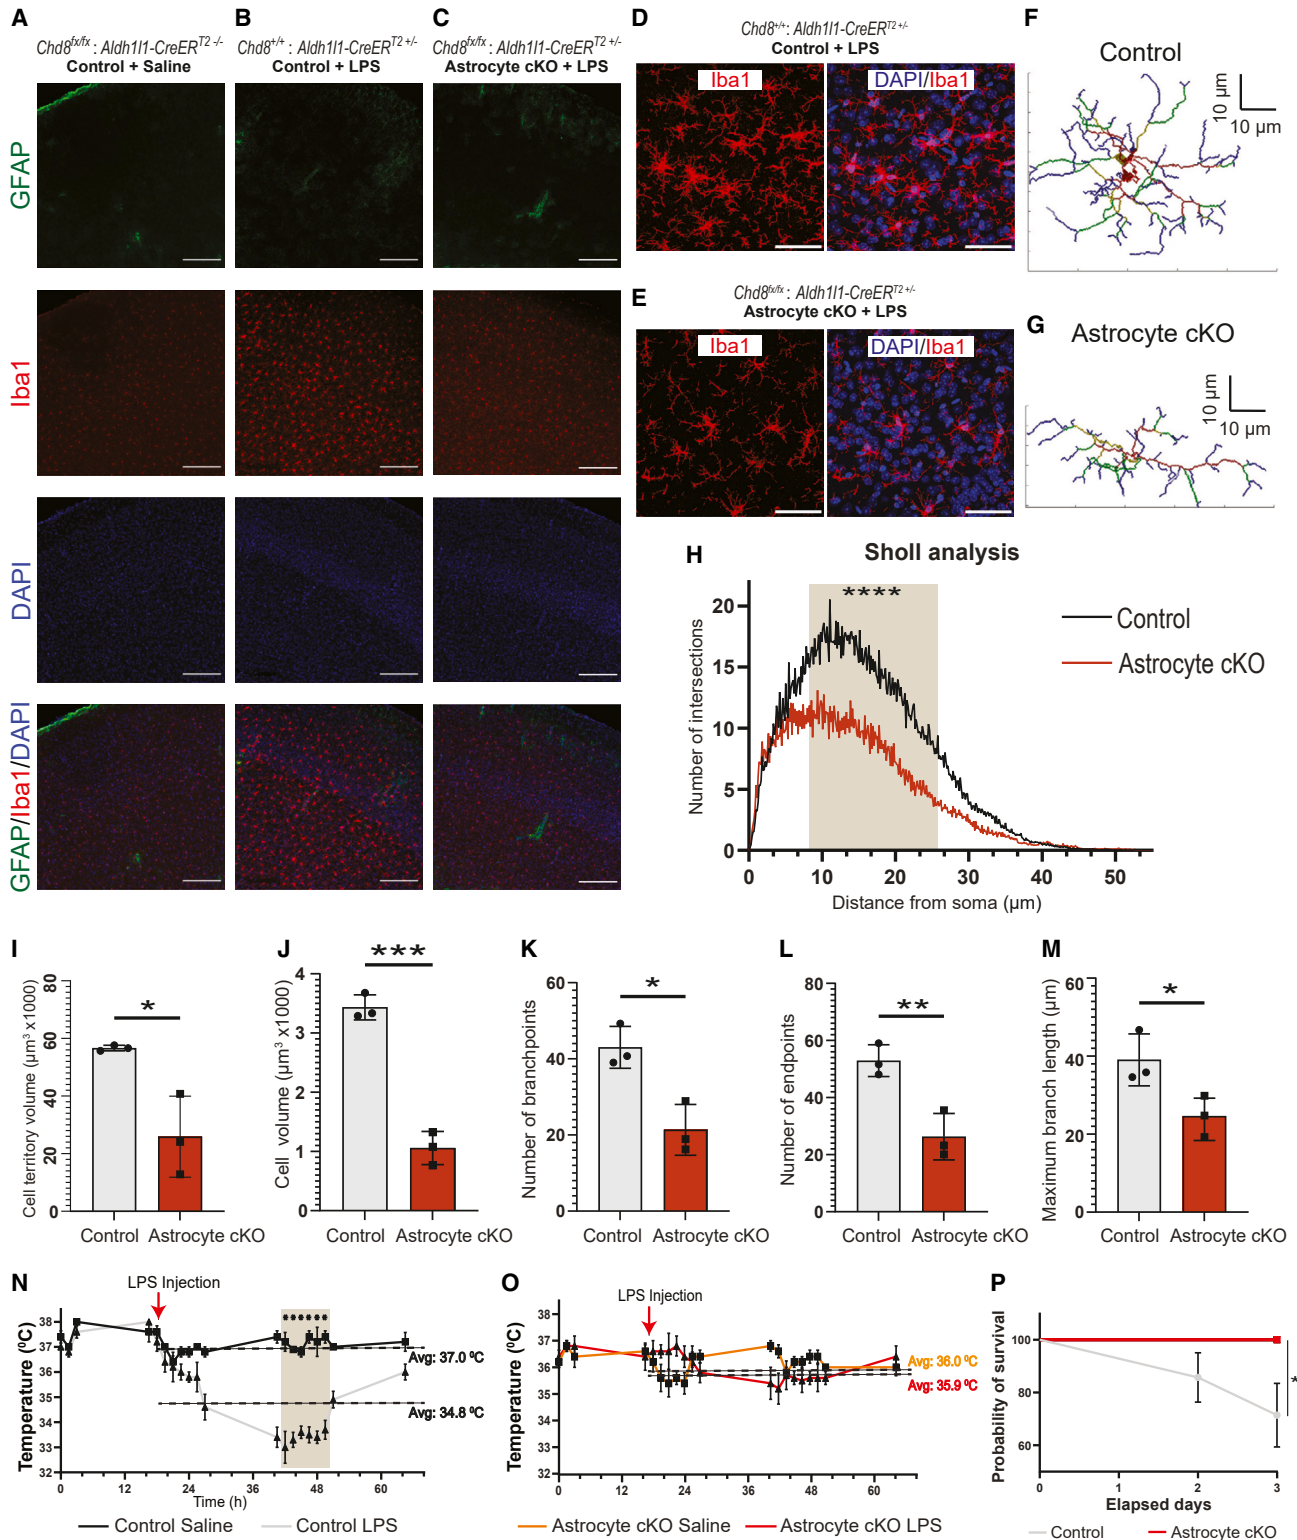 A
Chd8fx/fx: Aldh1l1-CreERT2 -/-
Control + Saline
B
Chd8+/+: Aldh1l1-CreERT2 +/-
Control + LPS
C
Chd8fx/fx: Aldh1l1-CreERT2 +/-
Astrocyte cKO + LPS
GFAP
Iba1
DAPI
GFAP/Iba1/DAPI
D
Chd8+/+: Aldh1l1-CreERT2 +/-
Control + LPS
Iba1
DAPI/Iba1
E
Chd8fx/fx: Aldh1l1-CreERT2 +/-
Astrocyte cKO + LPS
Iba1
DAPI/Iba1
F
Control
10 µm
10 µm
G
Astrocyte cKO
10 µm
10 µm
H
Sholl analysis
****
Number of intersections
20
15
10
5
0
0 10 20 30 40 50
Distance from soma (µm)
Control
Astrocyte cKO
I
*
Cell territory volume (µm³ x1000)
80
60
40
20
0
Control Astrocyte cKO
J
***
Cell volume (µm³ x1000)
4
3
2
1
0
Control Astrocyte cKO
K
*
Number of branchpoints
60
40
20
0
Control Astrocyte cKO
L
**
Number of endpoints
80
60
40
20
0
Control Astrocyte cKO
M
*
Maximum branch length (µm)
60
40
20
0
Control Astrocyte cKO
N
LPS Injection
******
Temperature (⁰C)
38
37
36
35
34
33
32
Avg: 37.0 ⁰C
Avg: 34.8 ⁰C
0 12 24 36 48 60
Time (h)
Control Saline
Control LPS
O
LPS Injection
Temperature (⁰C)
38
37
36
35
34
33
32
Avg: 36.0 ⁰C
Avg: 35.9 ⁰C
0 12 24 36 48 60
Astrocyte cKO Saline
Astrocyte cKO LPS
P
Probability of survival
100
80
60
*
0 1 2 3
Elapsed days
Control
Astrocyte cKO